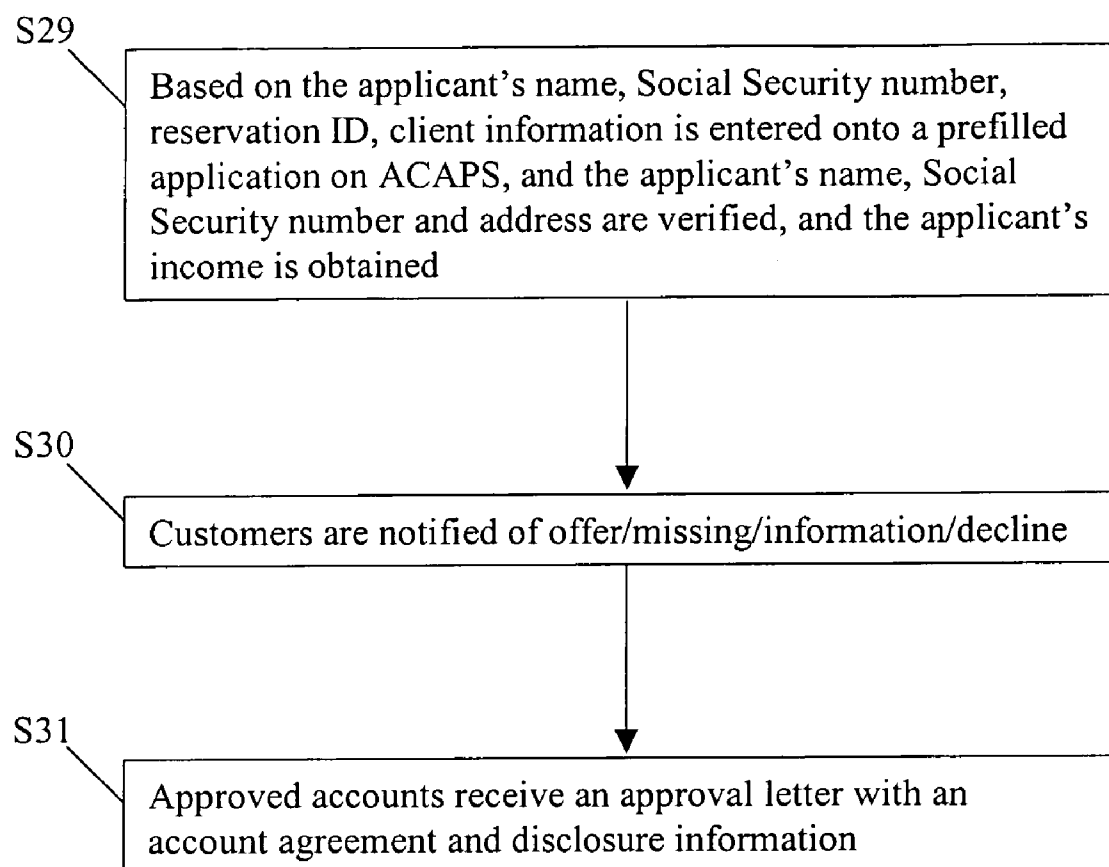 S29
Based on the applicant's name, Social Security number,
reservation ID, client information is entered onto a prefilled
application on ACAPS, and the applicant's name, Social
Security number and address are verified, and the applicant's
income is obtained
S30
Customers are notified of offer/missing/information/decline
S31
Approved accounts receive an approval letter with an
account agreement and disclosure information